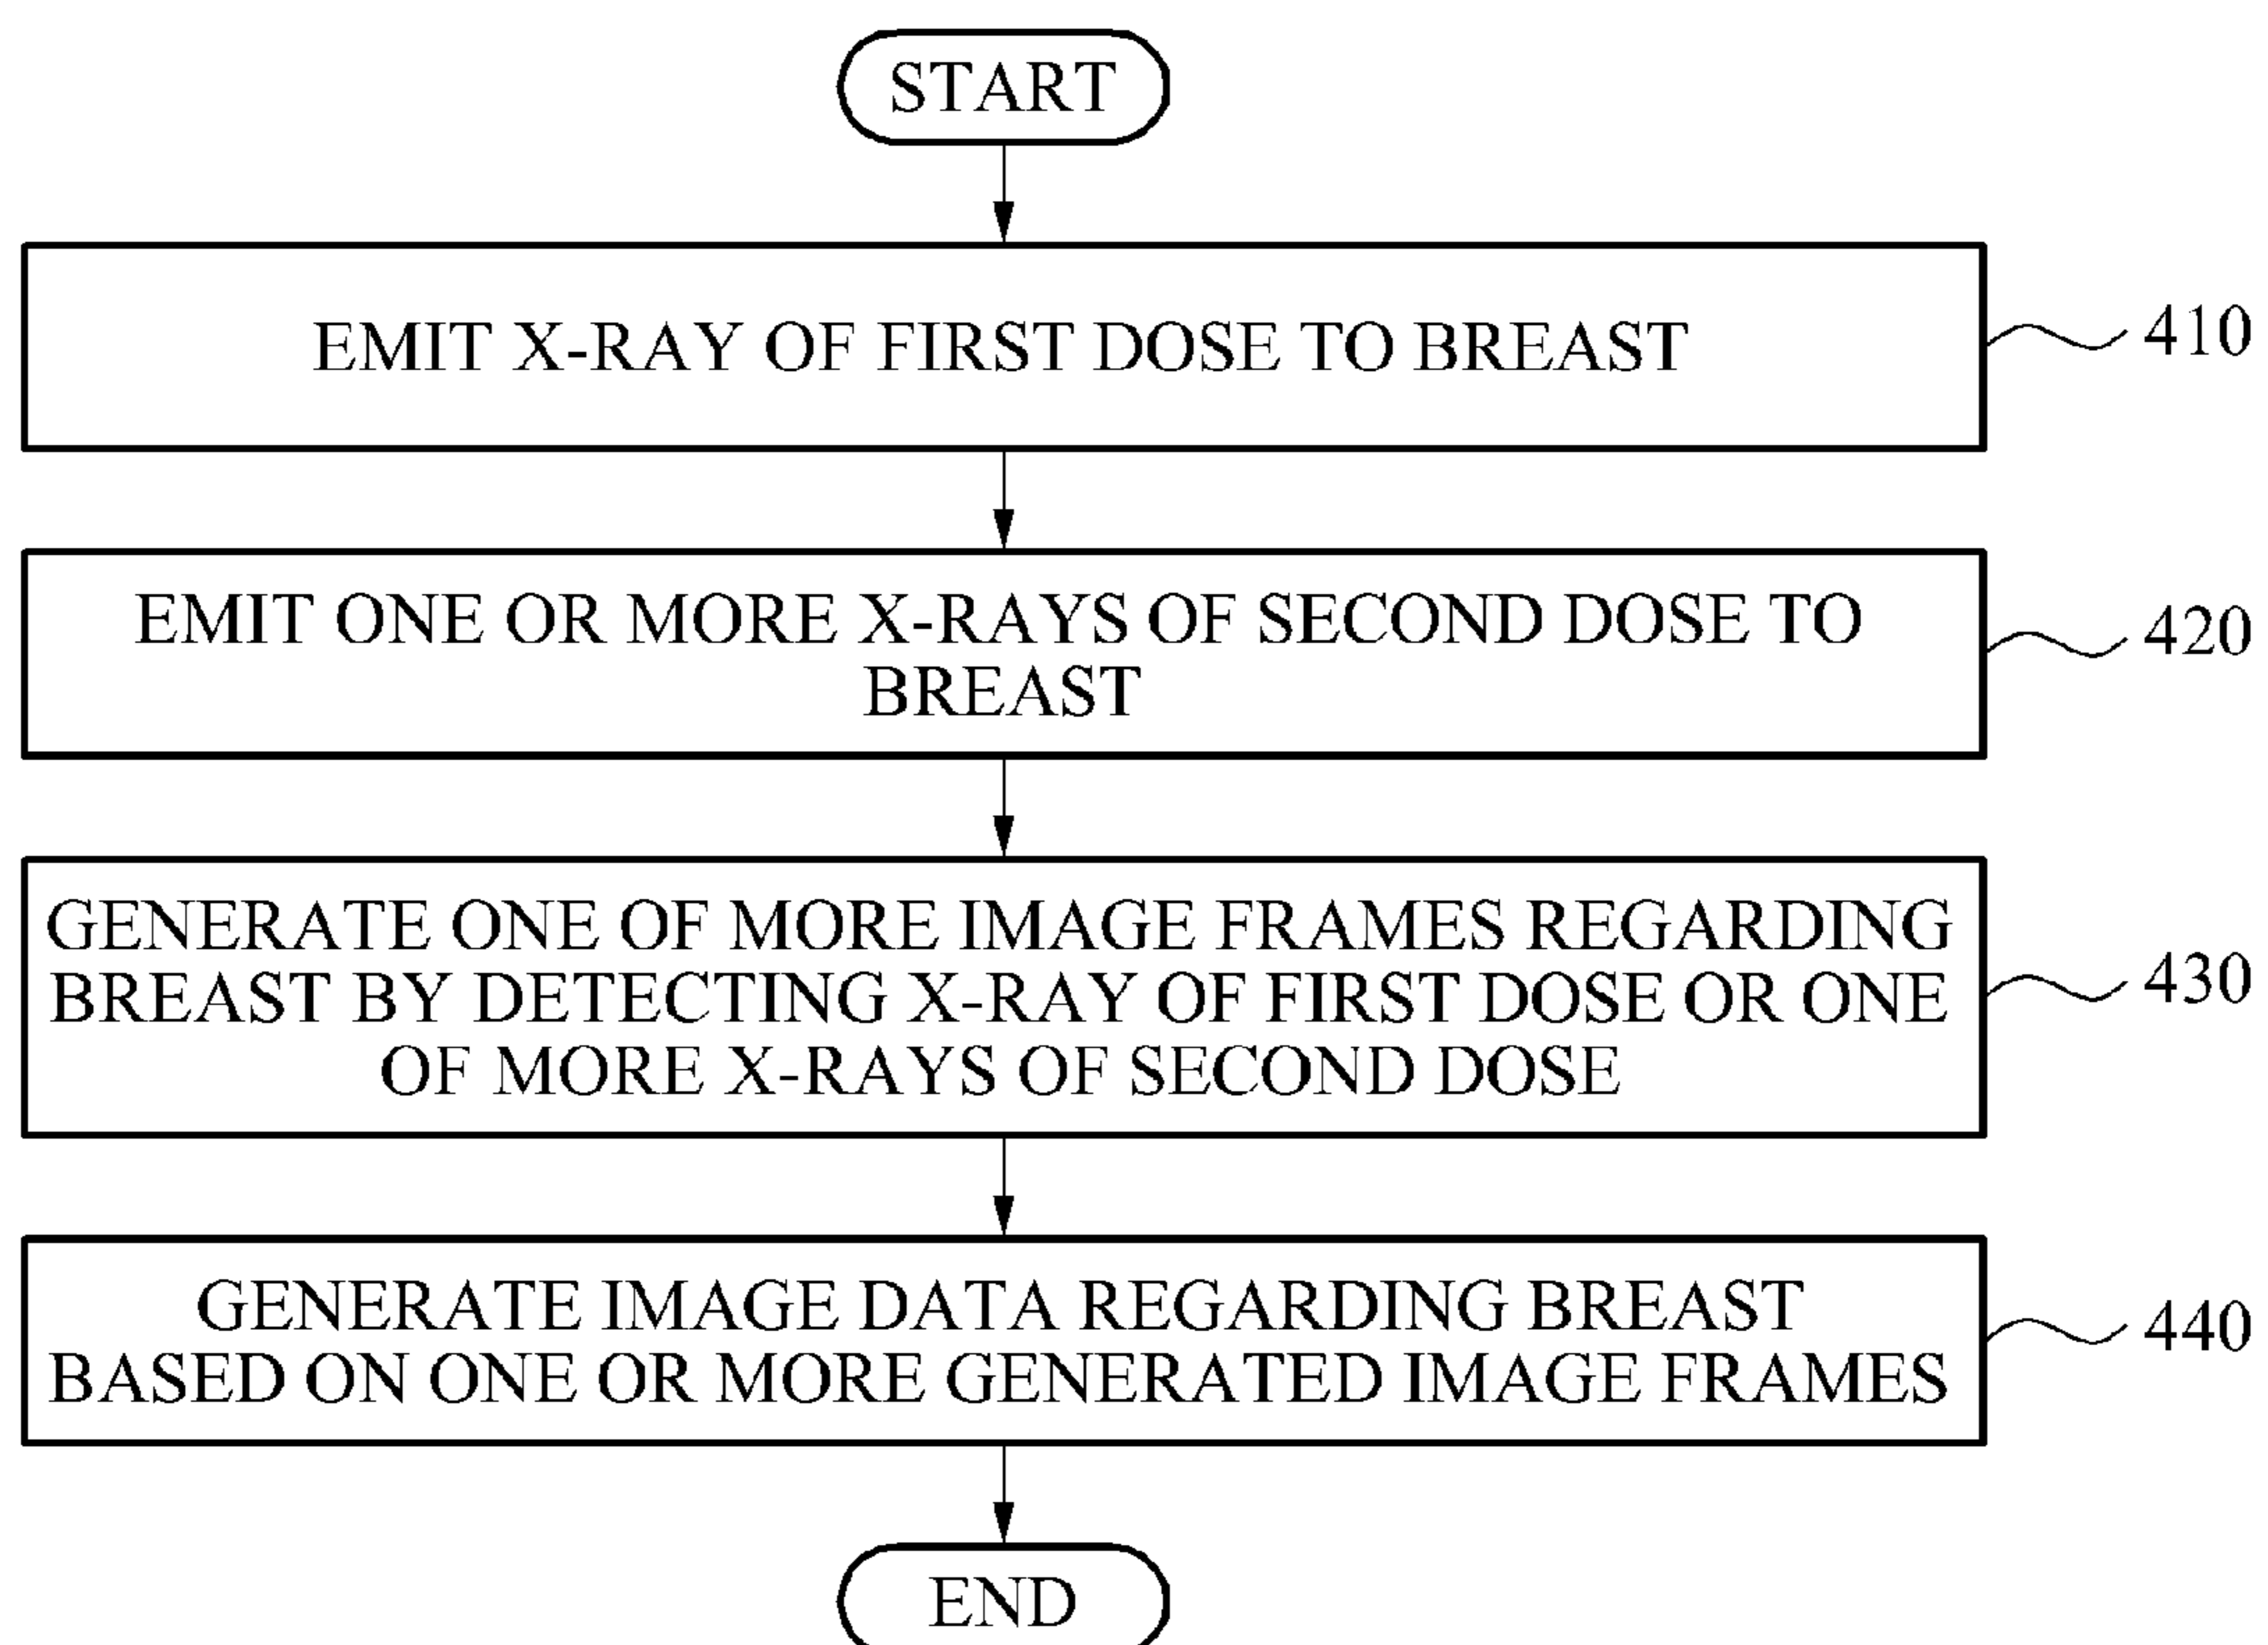 START
EMIT X-RAY OF FIRST DOSE TO BREAST
410
EMIT ONE OR MORE X-RAYS OF SECOND DOSE TO
BREAST
420
GENERATE ONE OF MORE IMAGE FRAMES REGARDING
BREAST BY DETECTING X-RAY OF FIRST DOSE OR ONE
OF MORE X-RAYS OF SECOND DOSE
430
GENERATE IMAGE DATA REGARDING BREAST
BASED ON ONE OR MORE GENERATED IMAGE FRAMES
440
END